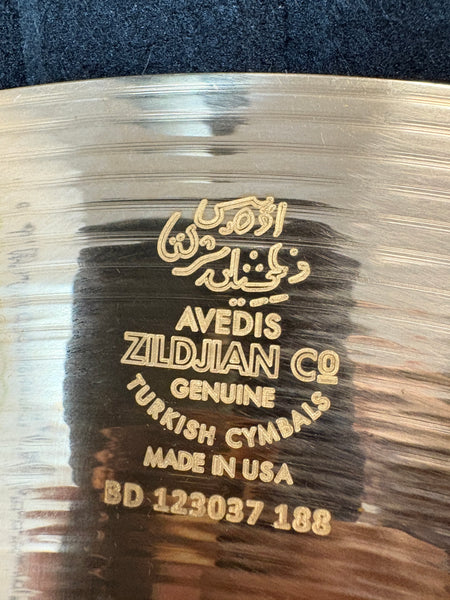 AVEDIS
ZILDJIAN Co
GENUINE
TURKISH CYMBALS
MADE IN USA
BD 123037 188